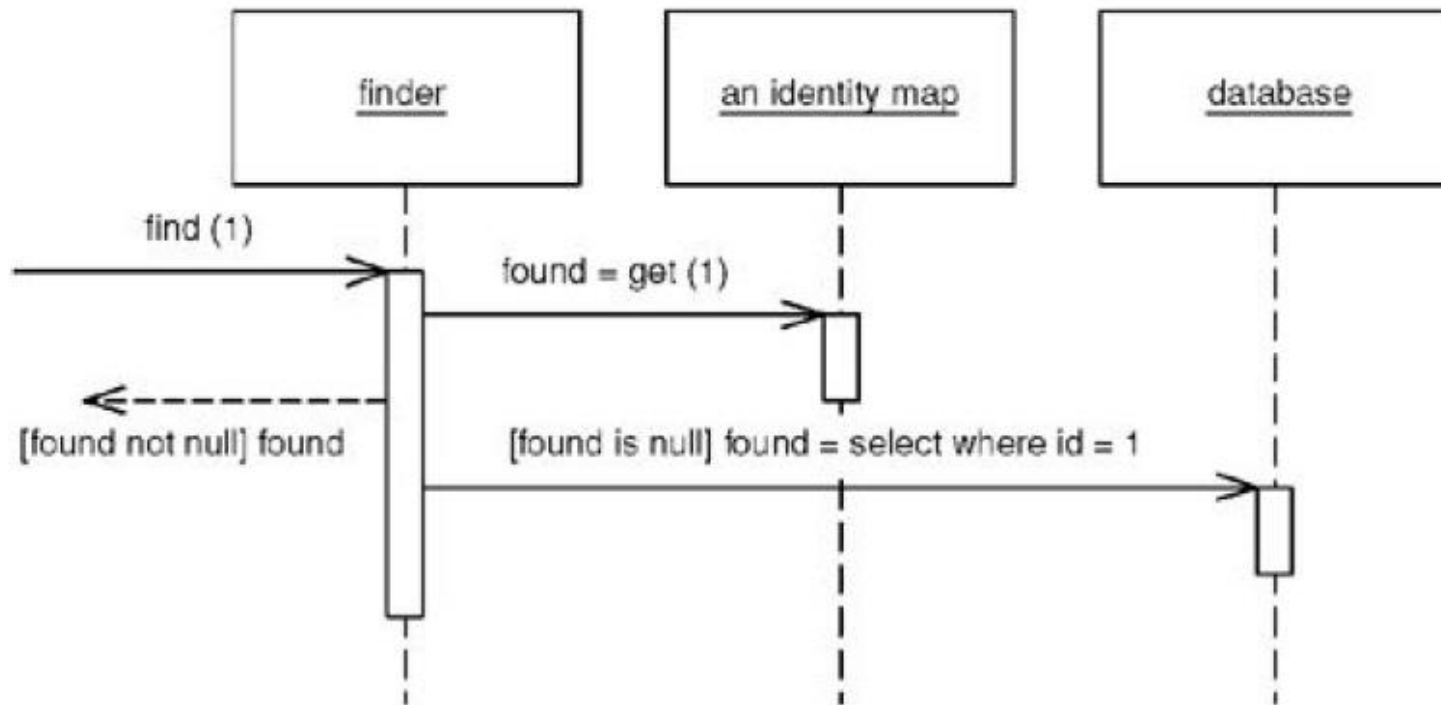 finder
an identity map
database
find (1)
found = get (1)
[found not null] found
[found is null] found = select where id = 1